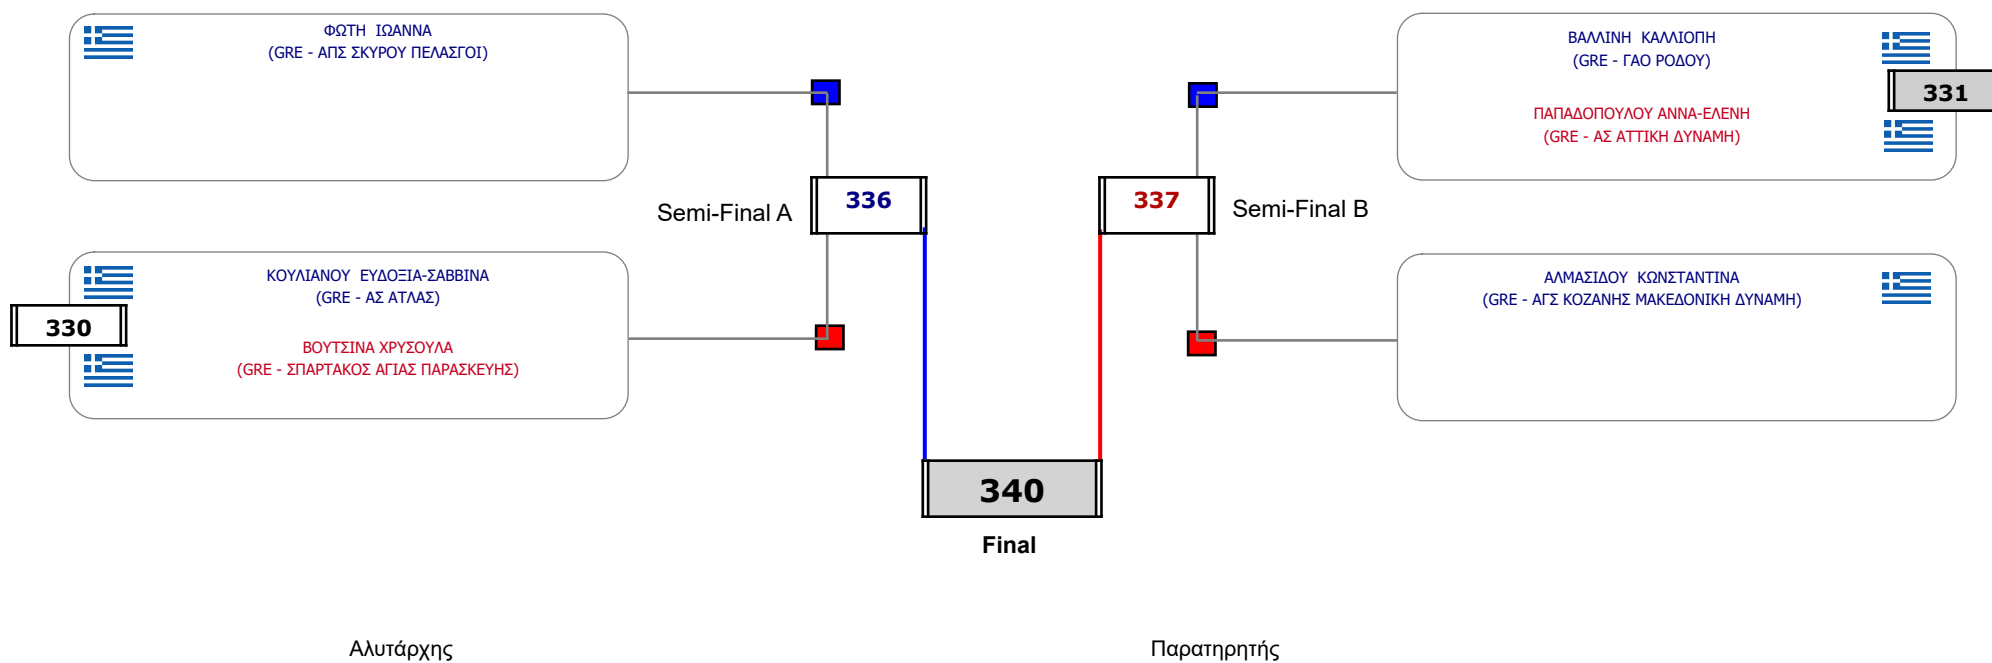 ΦΩΤΗ ΙΩΑΝΝΑ
(GRE - ΑΠΣ ΣΚΥΡΟΥ ΠΕΛΑΣΓΟΙ)
ΒΑΛΛΙΝΗ ΚΑΛΛΙΟΠΗ
(GRE - ΓΑΟ ΡΟΔΟΥ)
331
ΠΑΠΑΔΟΠΟΥΛΟΥ ΑΝΝΑ-ΕΛΕΝΗ
(GRE - ΑΣ ΑΤΤΙΚΗ ΔΥΝΑΜΗ)
Semi-Final A
336
337
Semi-Final B
ΚΟΥΛΙΑΝΟΥ ΕΥΔΟΞΙΑ-ΣΑΒΒΙΝΑ
(GRE - ΑΣ ΑΤΛΑΣ)
330
ΒΟΥΤΣΙΝΑ ΧΡΥΣΟΥΛΑ
(GRE - ΣΠΑΡΤΑΚΟΣ ΑΓΙΑΣ ΠΑΡΑΣΚΕΥΗΣ)
ΑΛΜΑΣΙΔΟΥ ΚΩΝΣΤΑΝΤΙΝΑ
(GRE - ΑΓΣ ΚΟΖΑΝΗΣ ΜΑΚΕΔΟΝΙΚΗ ΔΥΝΑΜΗ)
340
Final
Αλυτάρχης
Παρατηρητής